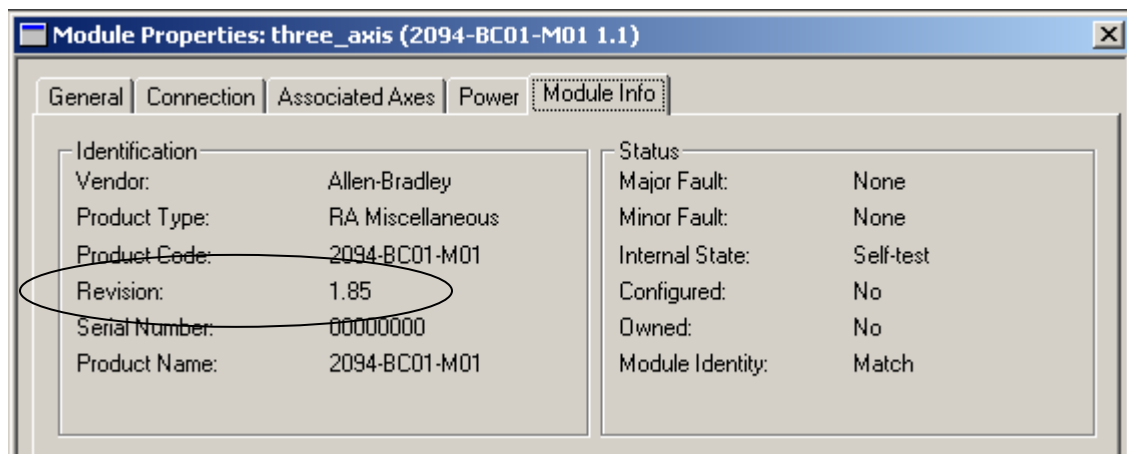 Module Properties: three_axis (2094-BC01-M01 1.1)
General Connection Associated Axes Power Module Info
Identification
Vendor: Allen-Bradley
Product Type: RA Miscellaneous
Product Code: 2094-BC01-M01
Revision: 1.85
Serial Number: 00000000
Product Name: 2094-BC01-M01
Status
Major Fault: None
Minor Fault: None
Internal State: Self-test
Configured: No
Owned: No
Module Identity: Match